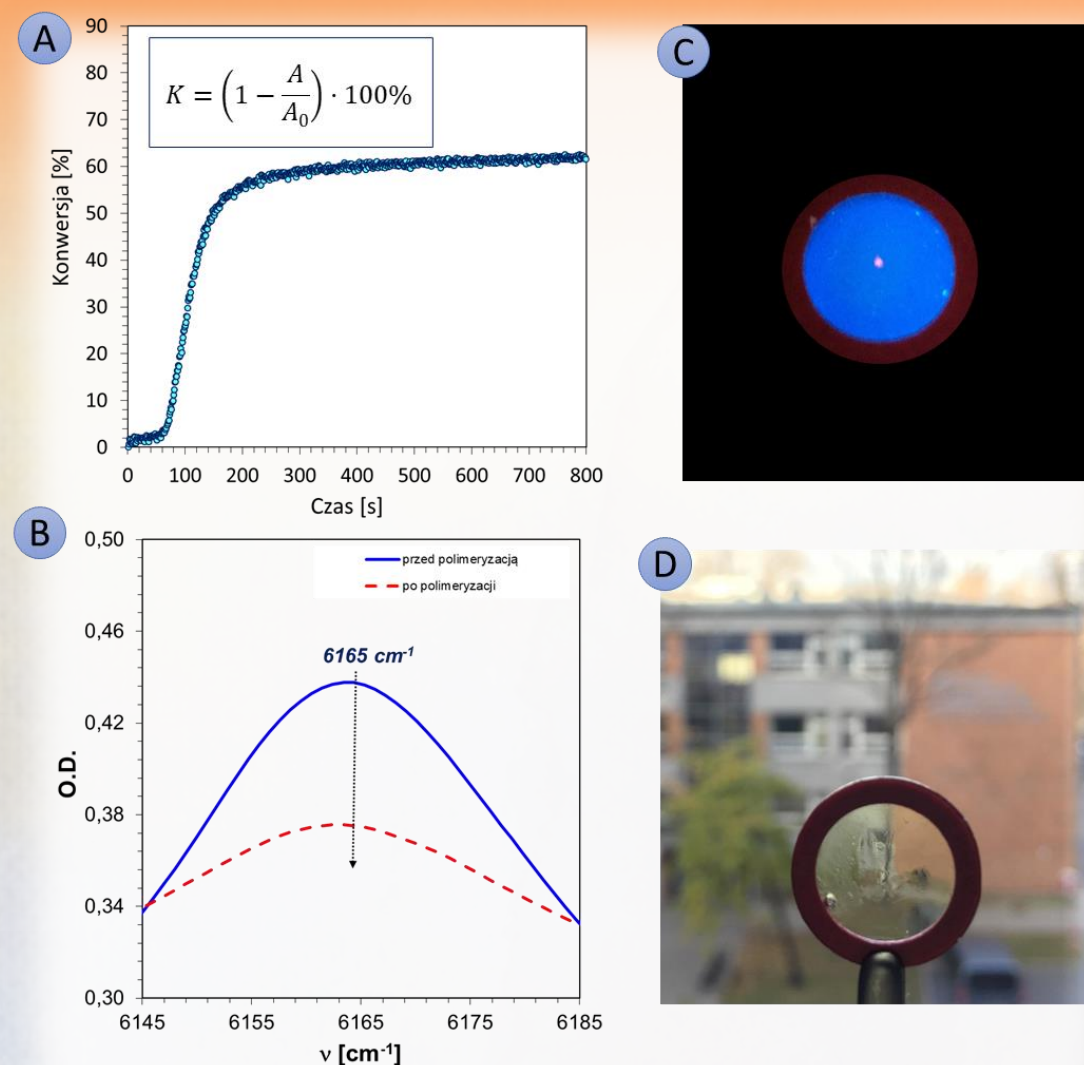 A
90
80
70
60
50
40
30
20
10
0
Konwersja [%]
K = (1 − A/A₀) · 100%
0 100 200 300 400 500 600 700 800
Czas [s]
C
B
0,50
0,46
0,42
0,38
0,34
0,30
O.D.
przed polimeryzacją
po polimeryzacji
6165 cm⁻¹
6145 6155 6165 6175 6185
ν [cm⁻¹]
D